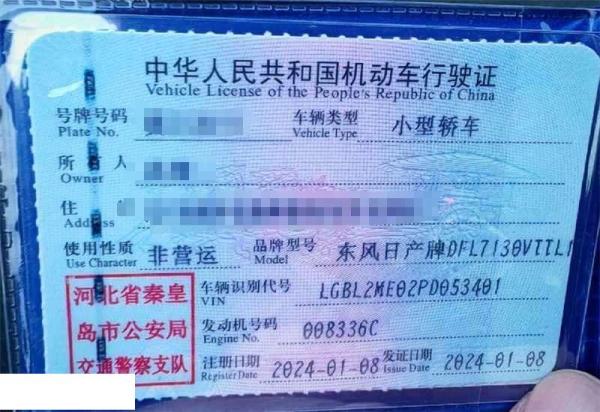 中华人民共和国机动车行驶证
Vehicle License of the People's Republic of China
号牌号码 车辆类型 小型轿车
Plate No. Vehicle Type
所有人
Owner
住
Address
使用性质 非营运 品牌型号 东风日产牌DFL7130VTTL1
Use Character Model
河北省秦皇
岛市公安局
交通警察支队
车辆识别代号 LGBL2ME02PD053401
VIN
发动机号码 008336C
Engine No.
注册日期 2024-01-08 发证日期 2024-01-08
Register Date Issue Date